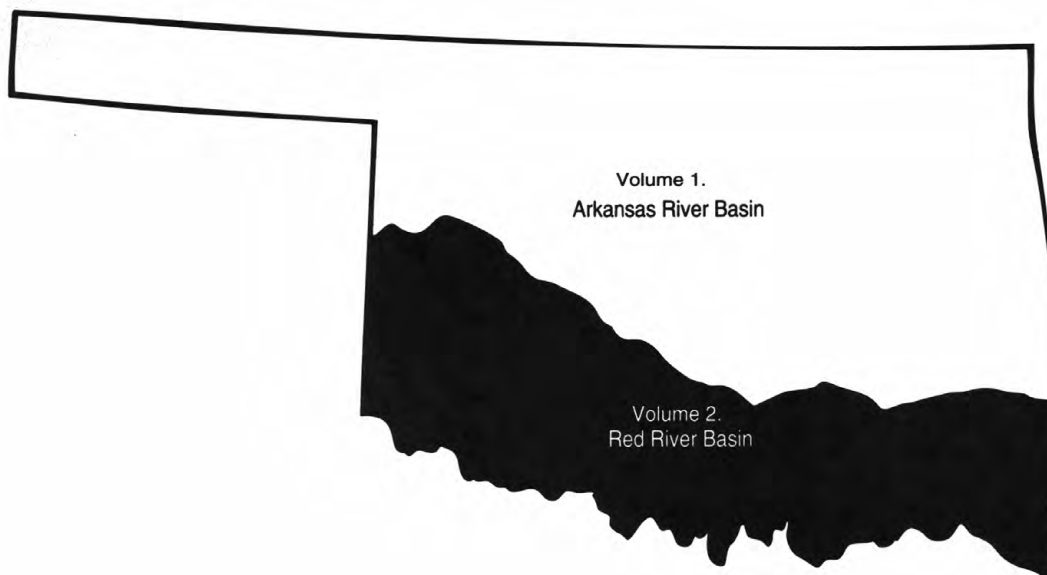 Volume 1.
Arkansas River Basin
Volume 2.
Red River Basin